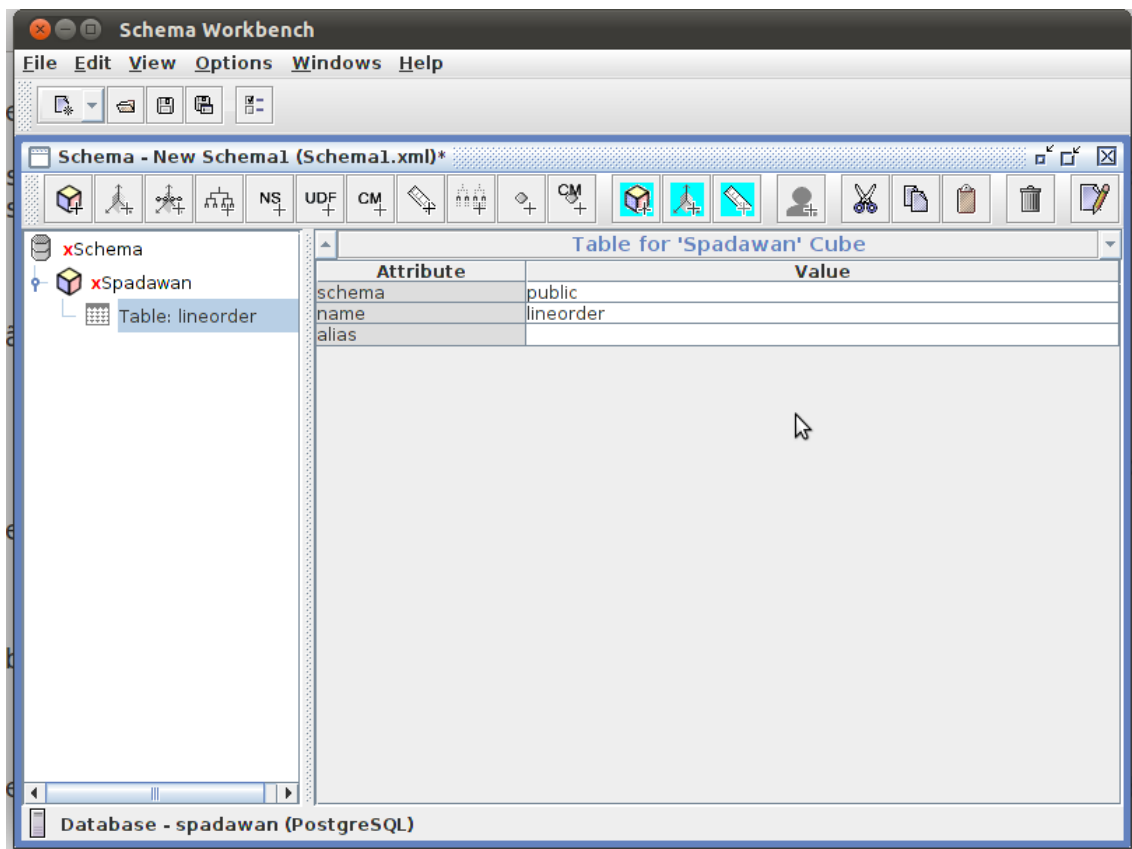 Schema Workbench
File Edit View Options Windows Help
Schema - New Schema1 (Schema1.xml)*
NS UDF CM CM
xSchema
xSpadawan
Table: lineorder
Table for 'Spadawan' Cube
Attribute Value
schema public
name lineorder
alias
Database - spadawan (PostgreSQL)